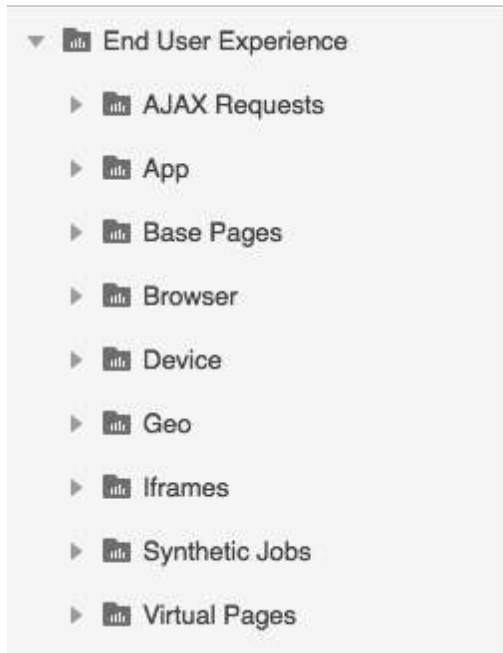 End User Experience
AJAX Requests
App
Base Pages
Browser
Device
Geo
Iframes
Synthetic Jobs
Virtual Pages